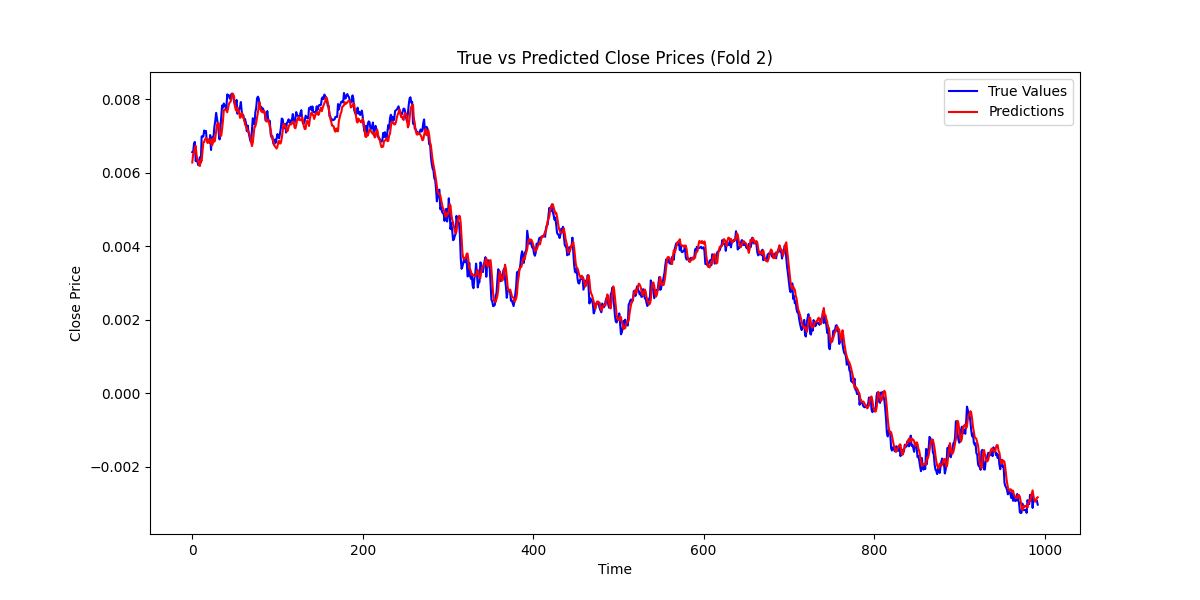 True vs Predicted Close Prices (Fold 2)
True Values
Predictions
Close Price
0.008
0.006
0.004
0.002
0.000
−0.002
0
200
400
600
800
1000
Time